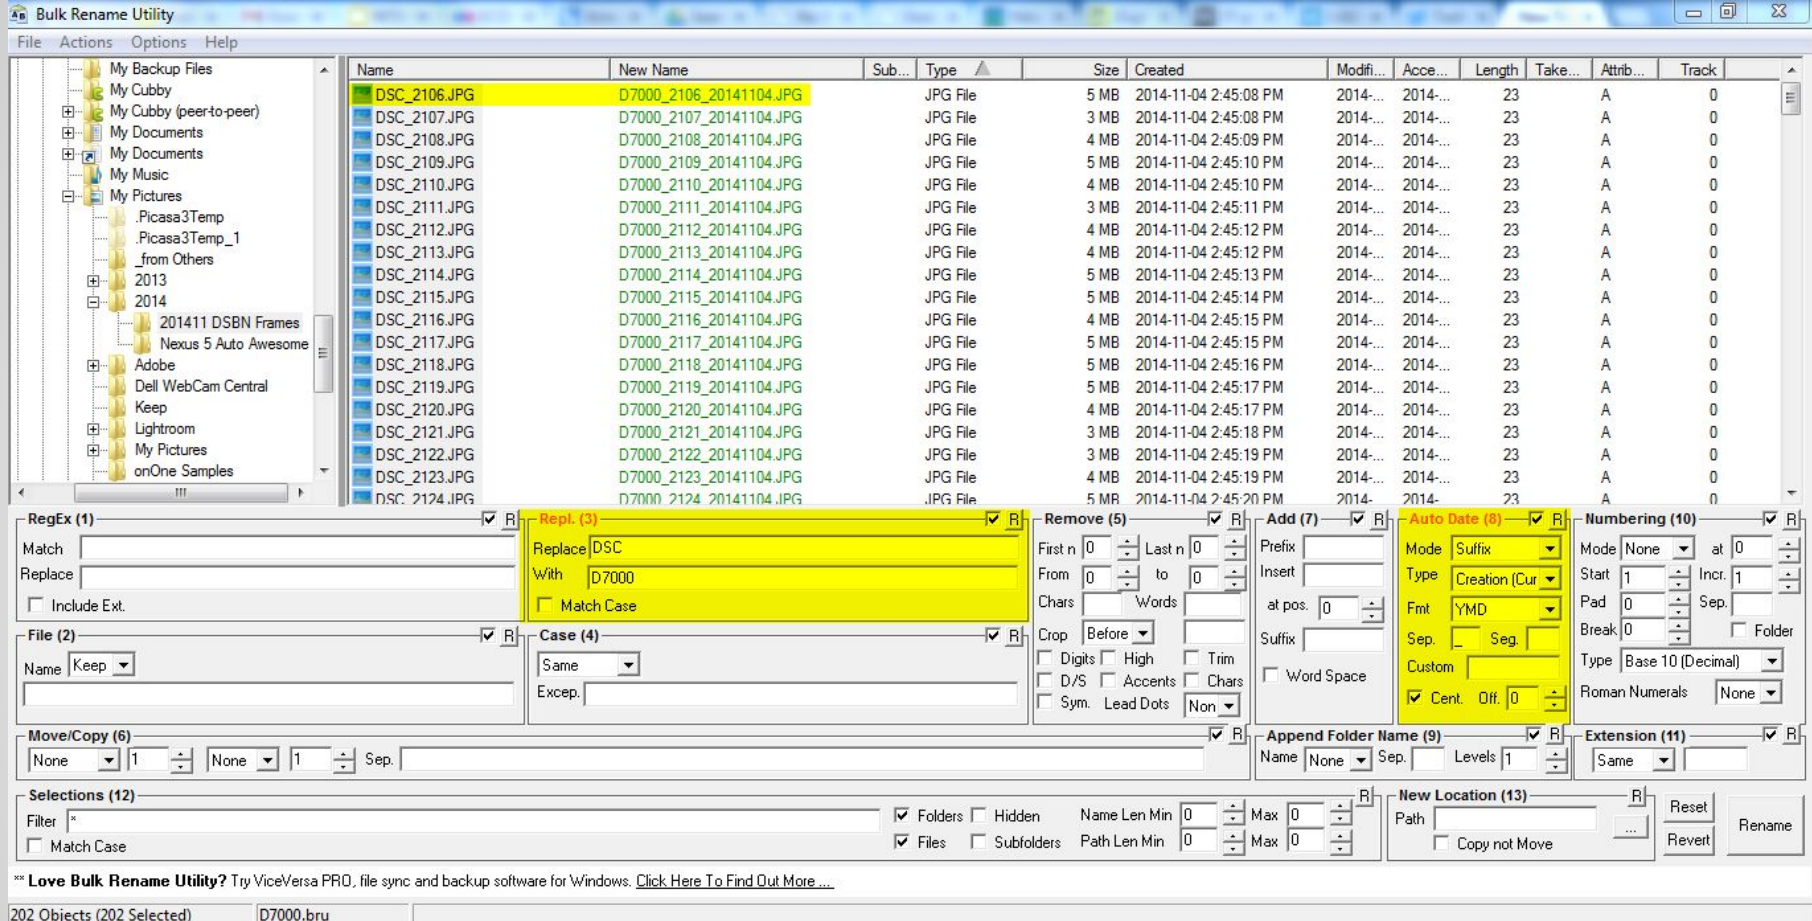 Bulk Rename Utility
File Actions Options Help
My Backup Files
My Cubby
My Cubby (peer-to-peer)
My Documents
My Documents
My Music
My Pictures
.Picasa3Temp
.Picasa3Temp_1
_from Others
2013
2014
201411 DSBN Frames
Nexus 5 Auto Awesome
Adobe
Dell WebCam Central
Keep
Lightroom
My Pictures
onOne Samples
Name New Name Sub... Type Size Created Modifi... Acce... Length Take... Attrib... Track
DSC_2106.JPG D7000_2106_20141104.JPG JPG File 5 MB 2014-11-04 2:45:08 PM 2014-... 2014-... 23 A 0
DSC_2107.JPG D7000_2107_20141104.JPG JPG File 3 MB 2014-11-04 2:45:08 PM 2014-... 2014-... 23 A 0
DSC_2108.JPG D7000_2108_20141104.JPG JPG File 4 MB 2014-11-04 2:45:09 PM 2014-... 2014-... 23 A 0
DSC_2109.JPG D7000_2109_20141104.JPG JPG File 5 MB 2014-11-04 2:45:10 PM 2014-... 2014-... 23 A 0
DSC_2110.JPG D7000_2110_20141104.JPG JPG File 4 MB 2014-11-04 2:45:10 PM 2014-... 2014-... 23 A 0
DSC_2111.JPG D7000_2111_20141104.JPG JPG File 3 MB 2014-11-04 2:45:11 PM 2014-... 2014-... 23 A 0
DSC_2112.JPG D7000_2112_20141104.JPG JPG File 4 MB 2014-11-04 2:45:12 PM 2014-... 2014-... 23 A 0
DSC_2113.JPG D7000_2113_20141104.JPG JPG File 4 MB 2014-11-04 2:45:12 PM 2014-... 2014-... 23 A 0
DSC_2114.JPG D7000_2114_20141104.JPG JPG File 5 MB 2014-11-04 2:45:13 PM 2014-... 2014-... 23 A 0
DSC_2115.JPG D7000_2115_20141104.JPG JPG File 5 MB 2014-11-04 2:45:14 PM 2014-... 2014-... 23 A 0
DSC_2116.JPG D7000_2116_20141104.JPG JPG File 4 MB 2014-11-04 2:45:15 PM 2014-... 2014-... 23 A 0
DSC_2117.JPG D7000_2117_20141104.JPG JPG File 5 MB 2014-11-04 2:45:15 PM 2014-... 2014-... 23 A 0
DSC_2118.JPG D7000_2118_20141104.JPG JPG File 5 MB 2014-11-04 2:45:16 PM 2014-... 2014-... 23 A 0
DSC_2119.JPG D7000_2119_20141104.JPG JPG File 5 MB 2014-11-04 2:45:17 PM 2014-... 2014-... 23 A 0
DSC_2120.JPG D7000_2120_20141104.JPG JPG File 4 MB 2014-11-04 2:45:17 PM 2014-... 2014-... 23 A 0
DSC_2121.JPG D7000_2121_20141104.JPG JPG File 3 MB 2014-11-04 2:45:18 PM 2014-... 2014-... 23 A 0
DSC_2122.JPG D7000_2122_20141104.JPG JPG File 3 MB 2014-11-04 2:45:19 PM 2014-... 2014-... 23 A 0
DSC_2123.JPG D7000_2123_20141104.JPG JPG File 4 MB 2014-11-04 2:45:19 PM 2014-... 2014-... 23 A 0
DSC_2124.JPG D7000_2124_20141104.JPG JPG File 5 MB 2014-11-04 2:45:20 PM 2014- 2014- 23 A 0
RegEx (1) R
Match
Replace
Include Ext.
Repl. (3) R
Replace DSC
With D7000
Match Case
File (2) R
Name Keep
Case (4) R
Same
Excep.
Remove (5) R
First n 0 Last n 0
From 0 to 0
Chars Words
Crop Before
Digits High Trim
D/S Accents Chars
Sym. Lead Dots Non
Add (7) R
Prefix
Insert
at pos. 0
Suffix
Word Space
Auto Date (8) R
Mode Suffix
Type Creation (Cur
Fmt YMD
Sep. _ Seg.
Custom
Cent. Off. 0
Numbering (10) R
Mode None at 0
Start 1 Incr. 1
Pad 0 Sep.
Break 0 Folder
Type Base 10 (Decimal)
Roman Numerals None
Move/Copy (6) R
None 1 None 1 Sep.
Append Folder Name (9) R
Name None Sep. Levels 1
Extension (11) R
Same
Selections (12) R
Filter *
Match Case
Folders Hidden Name Len Min 0 Max 0
Files Subfolders Path Len Min 0 Max 0
New Location (13) R
Path ...
Copy not Move
Reset
Revert
Rename
** Love Bulk Rename Utility? Try ViceVersa PRO, file sync and backup software for Windows. Click Here To Find Out More ...
202 Objects (202 Selected) D7000.bru